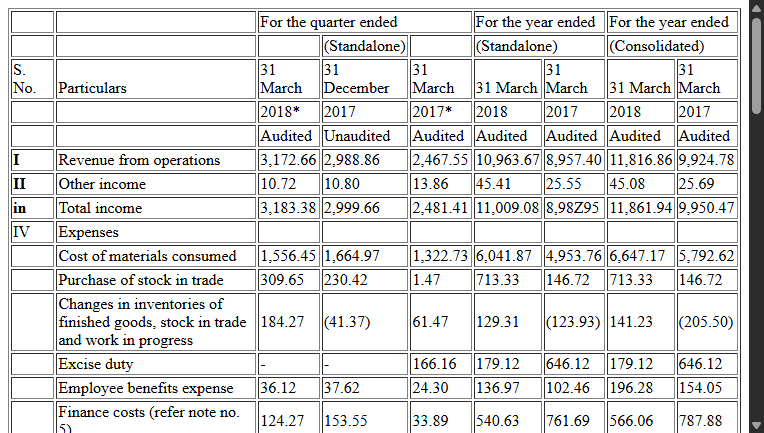 For the quarter ended For the year ended For the year ended
(Standalone) (Standalone) (Consolidated)
S. No. Particulars 31 March 31 December 31 March 31 March 31 March 31 March 31 March
2018* 2017 2017* 2018 2017 2018 2017
Audited Unaudited Audited Audited Audited Audited Audited
I Revenue from operations 3,172.66 2,988.86 2,467.55 10,963.67 8,957.40 11,816.86 9,924.78
II Other income 10.72 10.80 13.86 45.41 25.55 45.08 25.69
in Total income 3,183.38 2,999.66 2,481.41 11,009.08 8,98Z95 11,861.94 9,950.47
IV Expenses
Cost of materials consumed 1,556.45 1,664.97 1,322.73 6,041.87 4,953.76 6,647.17 5,792.62
Purchase of stock in trade 309.65 230.42 1.47 713.33 146.72 713.33 146.72
Changes in inventories of
finished goods, stock in trade 184.27 (41.37) 61.47 129.31 (123.93) 141.23 (205.50)
and work in progress
Excise duty - - 166.16 179.12 646.12 179.12 646.12
Employee benefits expense 36.12 37.62 24.30 136.97 102.46 196.28 154.05
Finance costs (refer note no. 124.27 153.55 33.89 540.63 761.69 566.06 787.88
5)